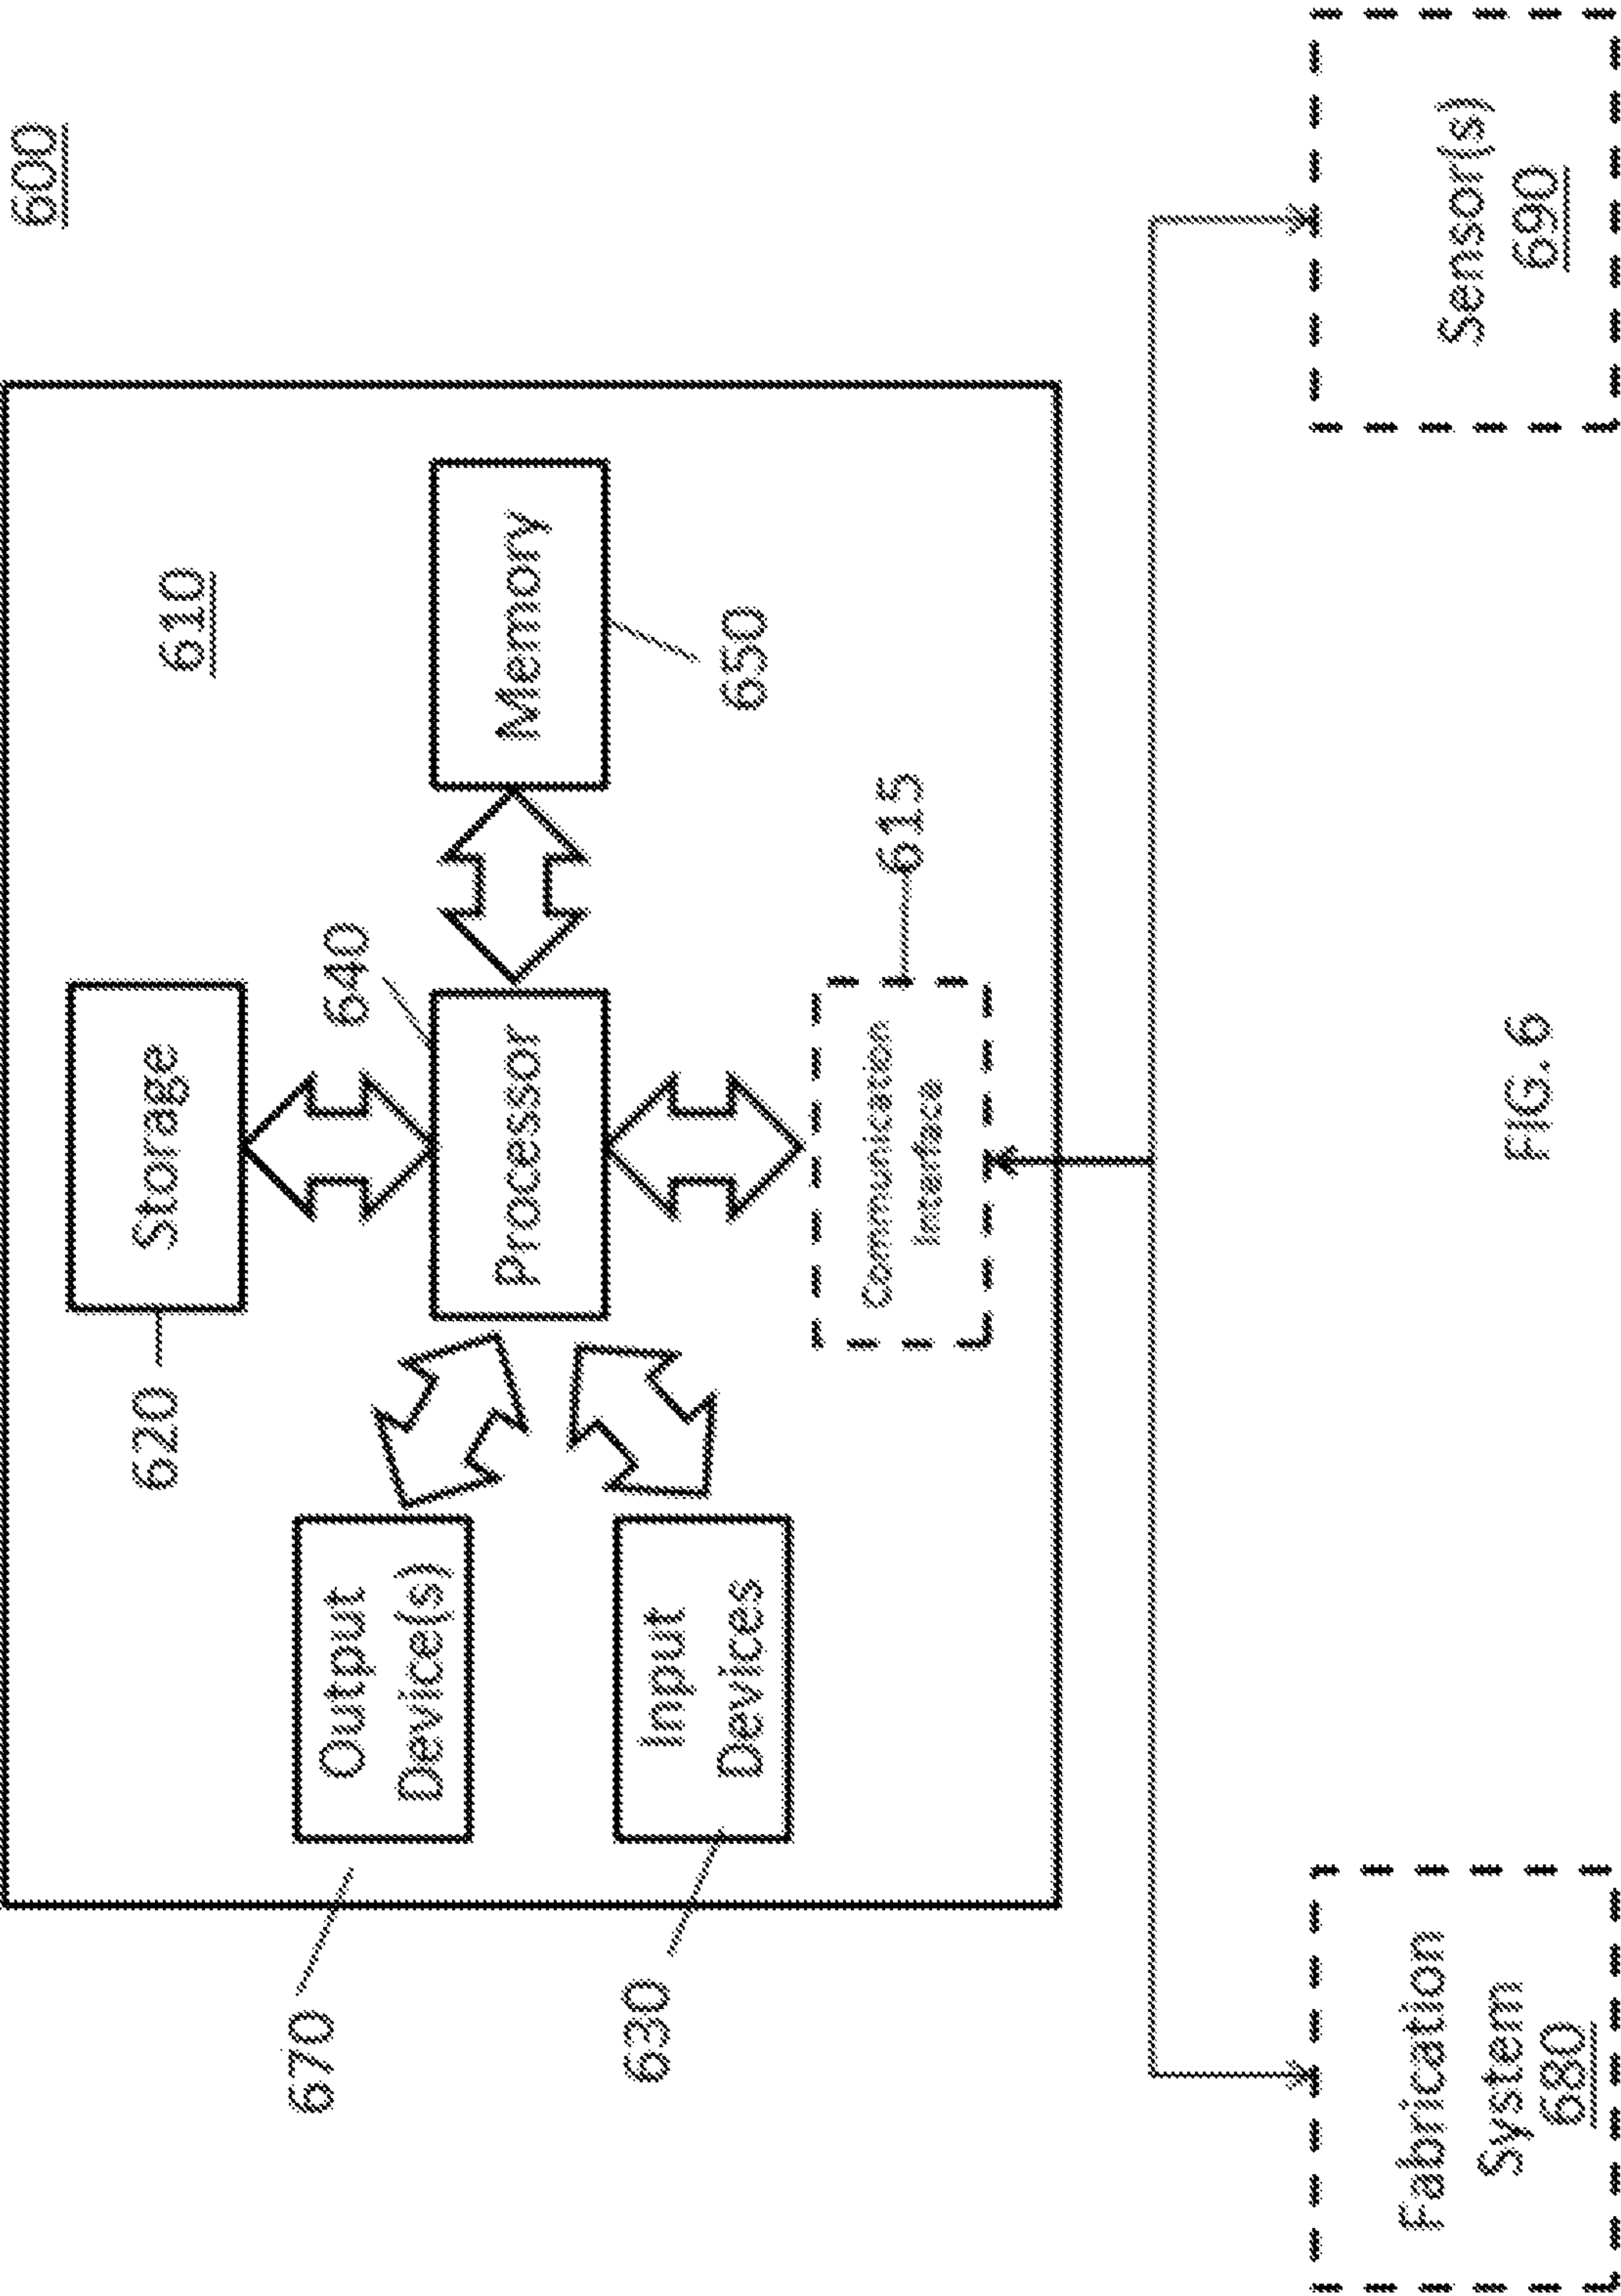 600
610
Storage
620
640
Output
Device(s)
670
Processor
Memory
650
Input
Devices
630
Communication
Interface
615
Fabrication
System
680
Sensor(s)
690
FIG. 6